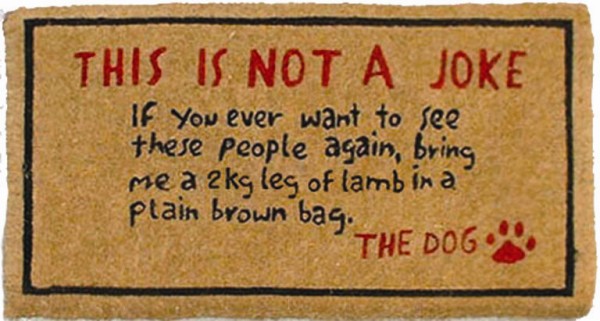 THIS IS NOT A JOKE
If you ever want to see
these people again, bring
me a 2kg leg of lamb in a
plain brown bag.
THE DOG